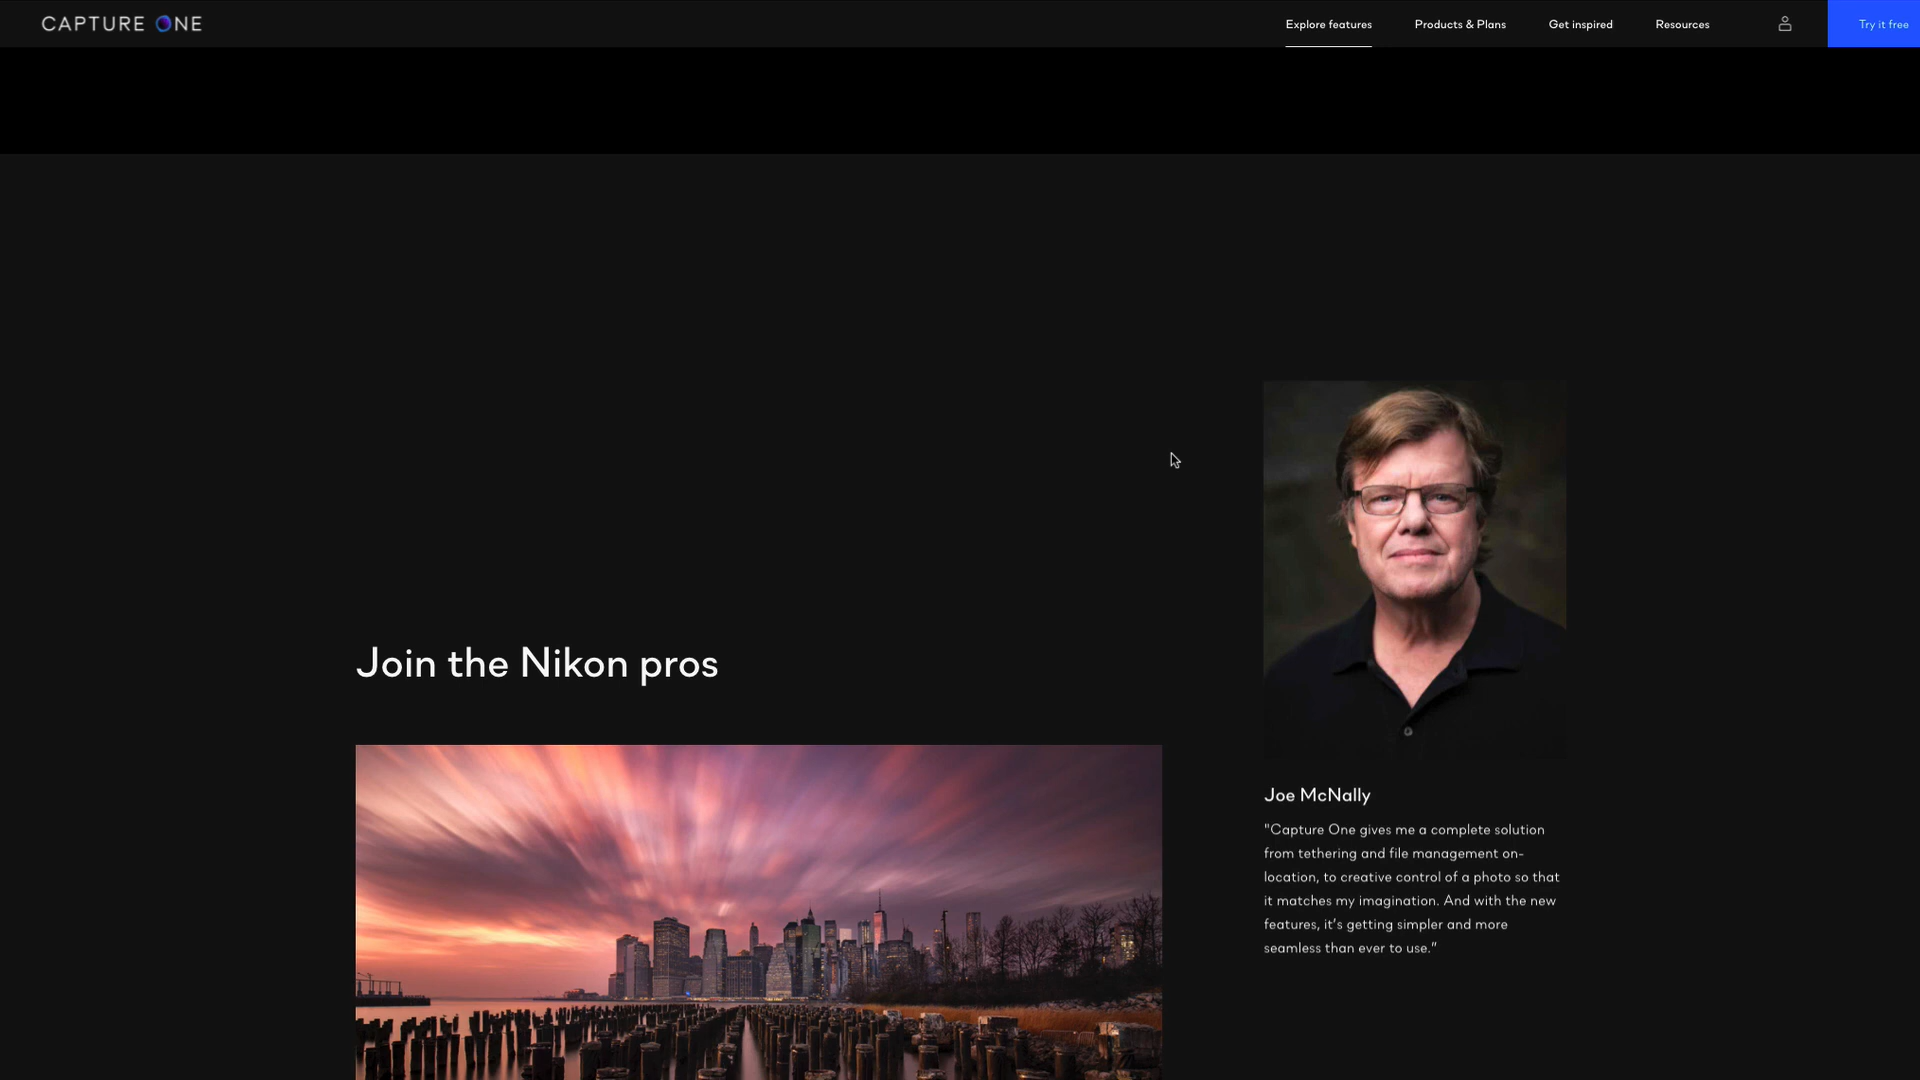 CAPTURE ONE
Explore features
Products & Plans
Get inspired
Resources
Try it free
Join the Nikon pros
Joe McNally
"Capture One gives me a complete solution
from tethering and file management on-
location, to creative control of a photo so that
it matches my imagination. And with the new
features, it’s getting simpler and more
seamless than ever to use.”